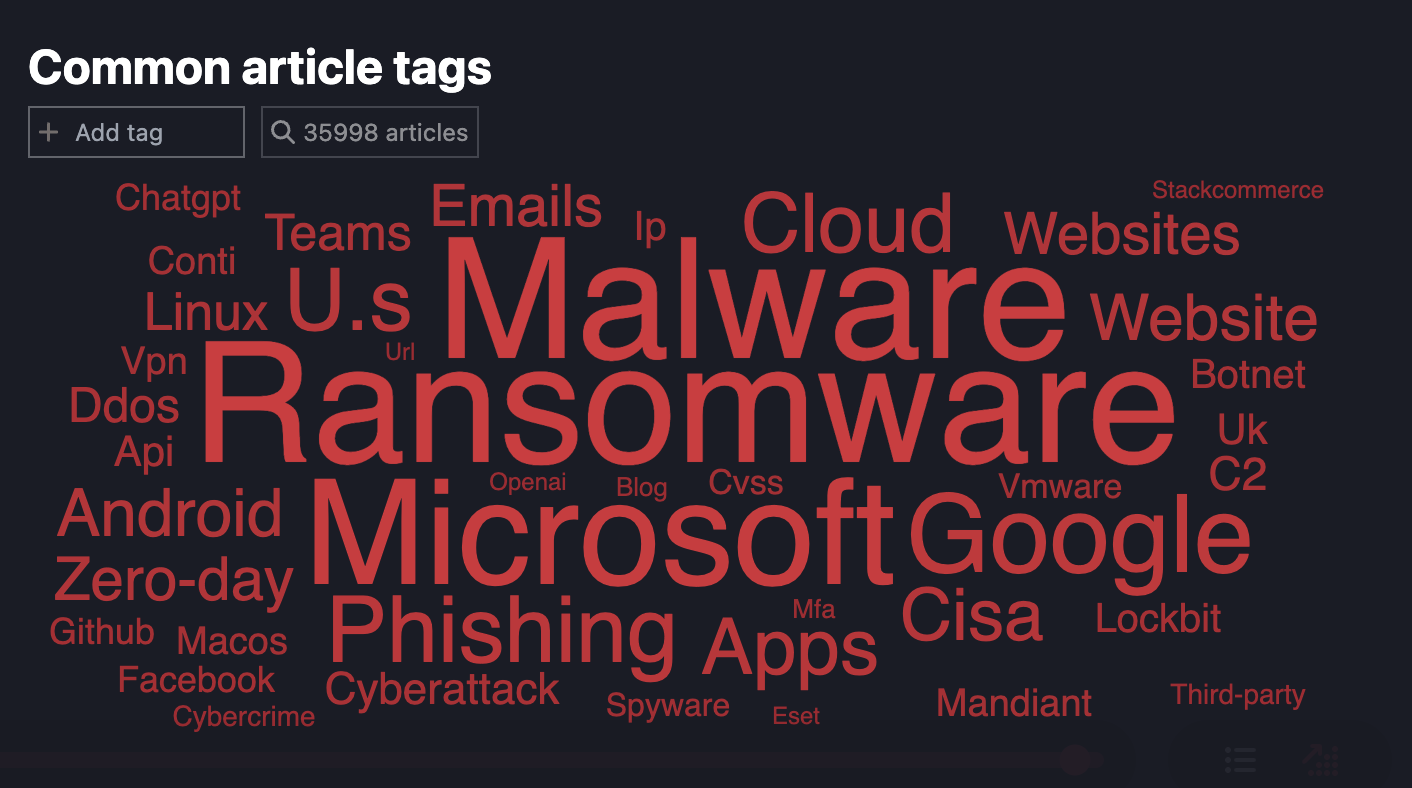 Common article tags
+ Add tag
35998 articles
Chatgpt
Teams
Emails
Ip
Cloud
Websites
Stackcommerce
Conti
Linux
U.s
Malware
Website
Vpn
Url
Ransomware
Botnet
Ddos
Api
Uk
C2
Openai
Blog
Cvss
Vmware
Android
Microsoft
Google
Zero-day
Github
Macos
Phishing
Mfa
Apps
Cisa
Lockbit
Facebook
Cyberattack
Cybercrime
Spyware
Eset
Mandiant
Third-party